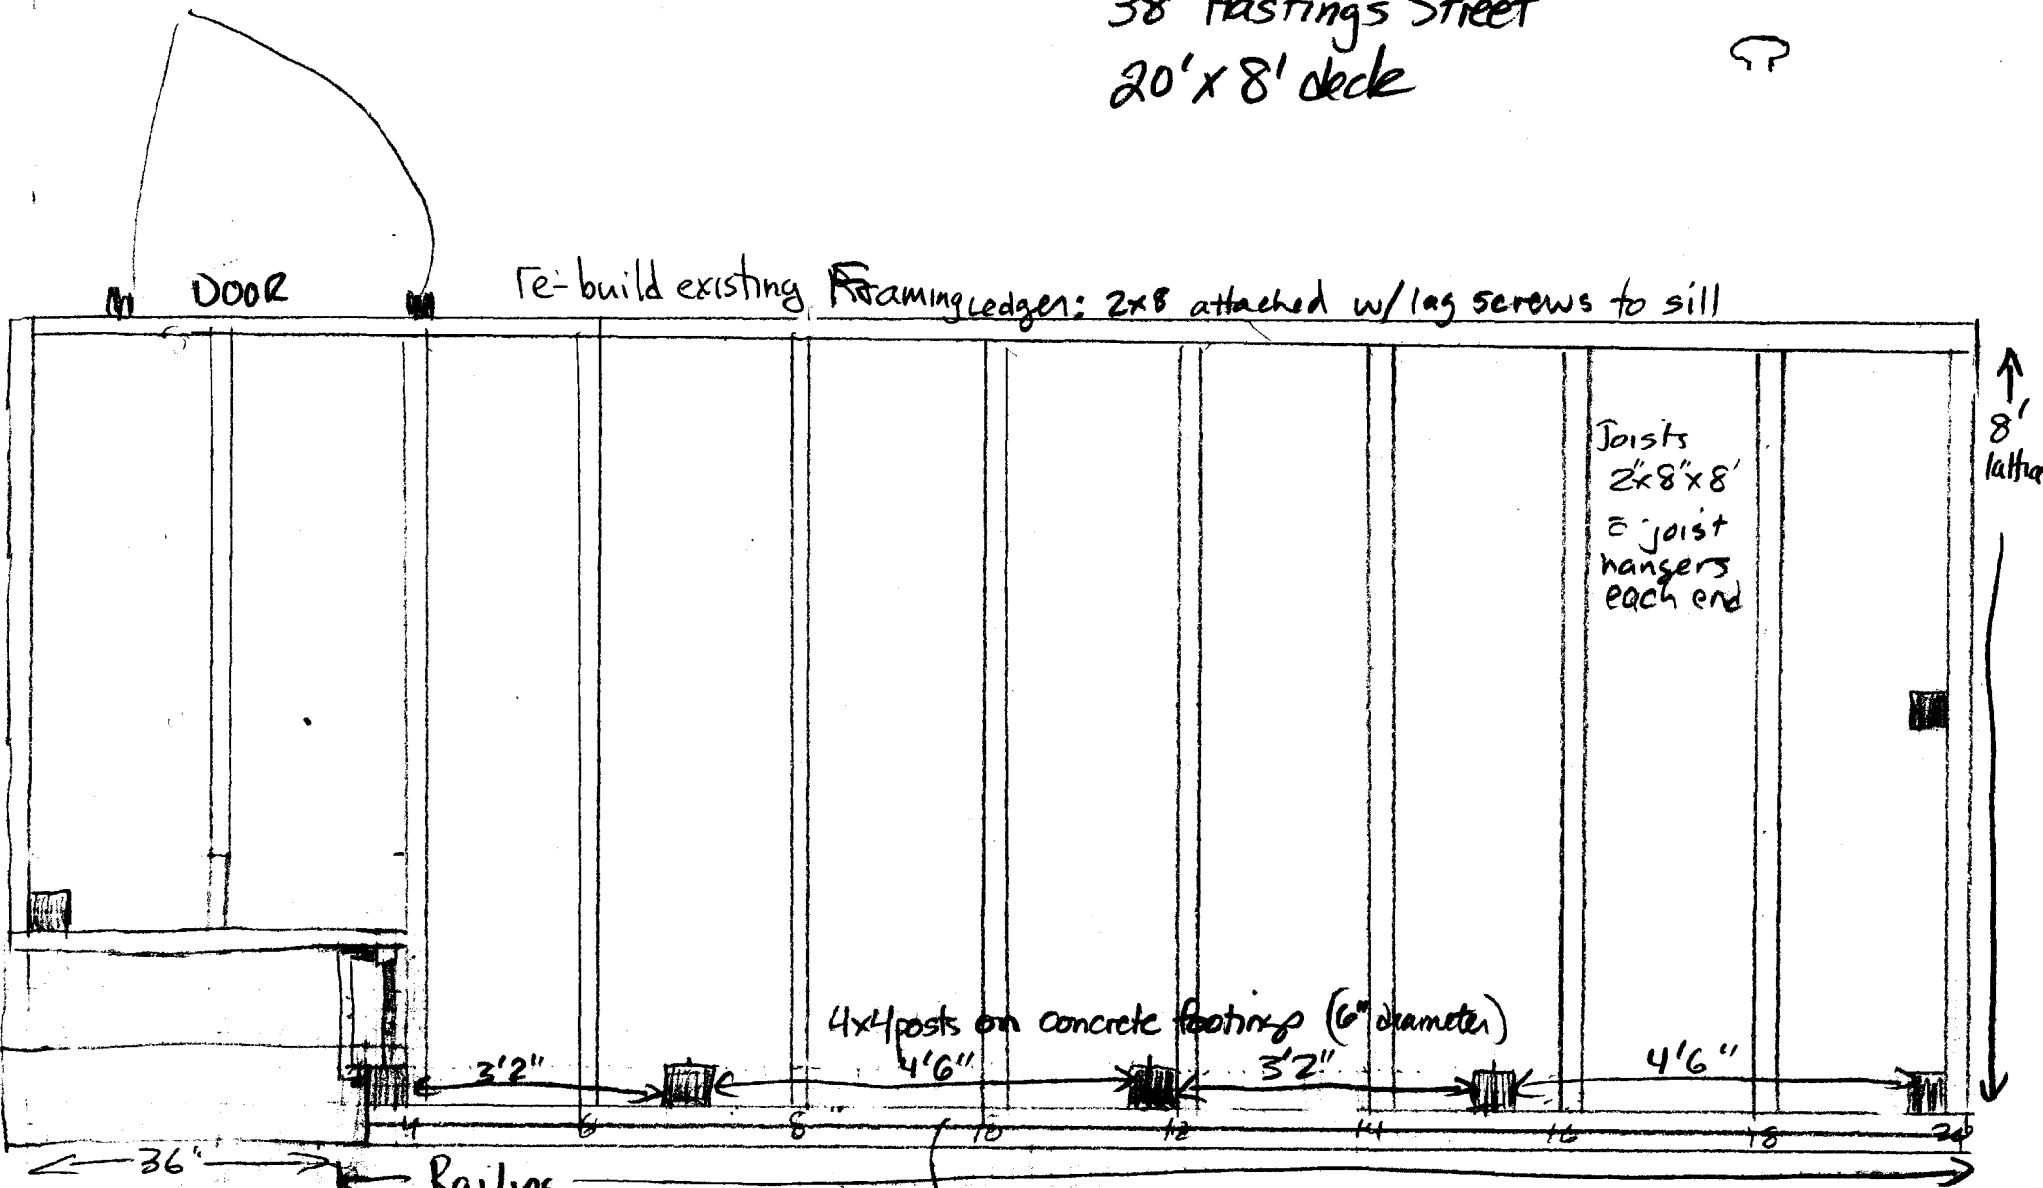 38 Hastings Street
20' x 8' deck
DOOR
re-build existing Framing Ledger: 2x8 attached w/ lag screws to sill
8'
Joists
2"x8"x8'
joist
hangers
each end
4x4 posts on concrete footings (6" diameter)
3'2" 4'6" 3'2" 4'6"
4 6 8 10 12 14 16 18 20
36"
Railing